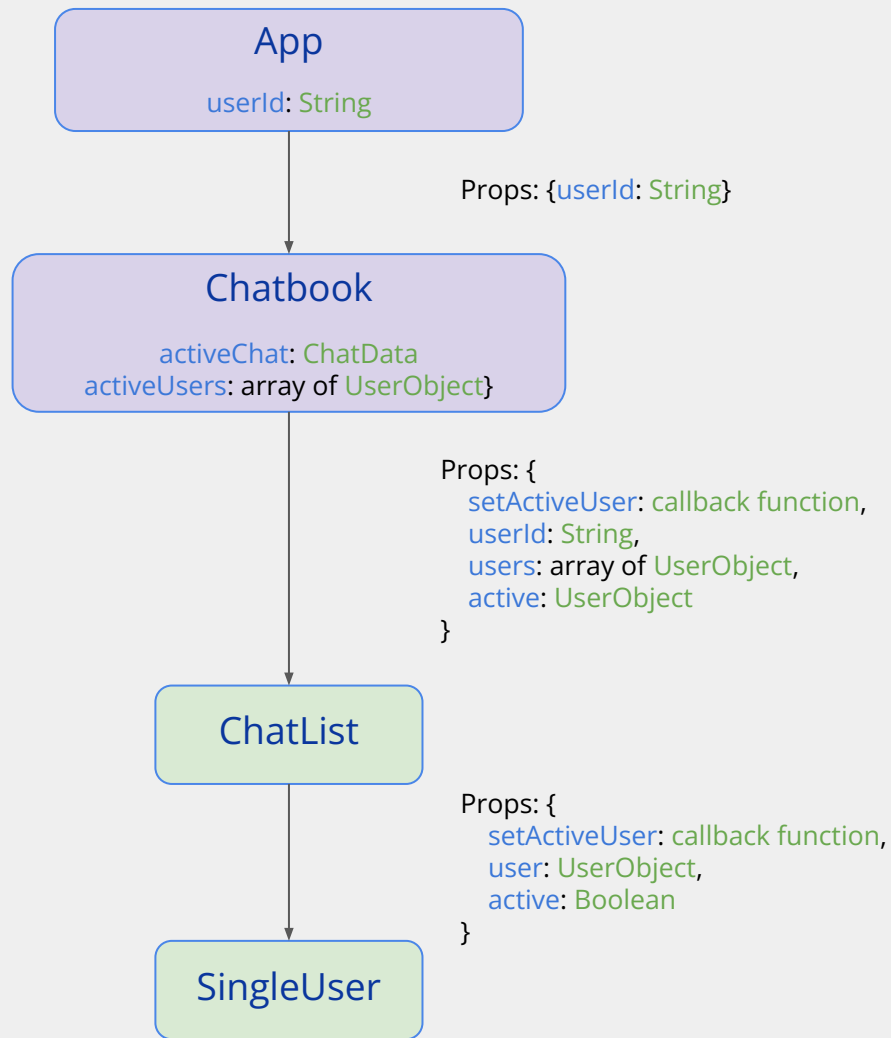 App
userId: String
Props: {userId: String}
Chatbook
activeChat: ChatData
activeUsers: array of UserObject}
Props: {
setActiveUser: callback function,
userId: String,
users: array of UserObject,
active: UserObject
}
ChatList
Props: {
setActiveUser: callback function,
user: UserObject,
active: Boolean
}
SingleUser